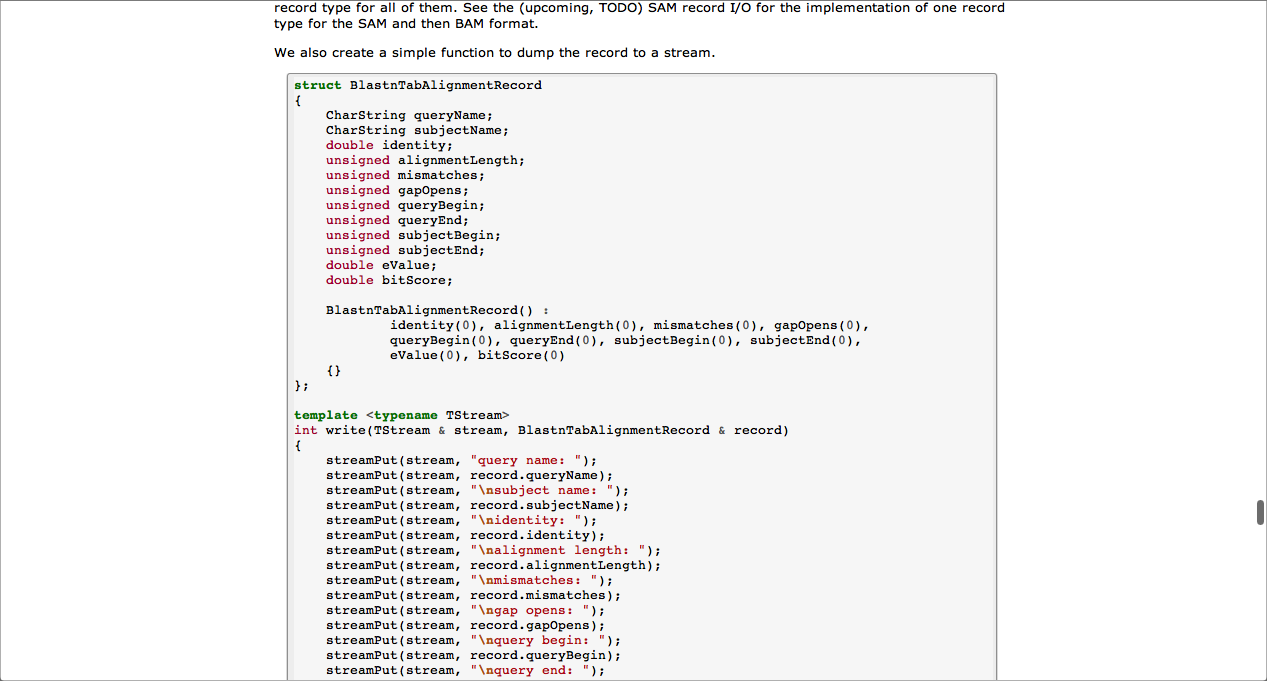 record type for all of them. See the (upcoming, TODO) SAM record I/O for the implementation of one record
type for the SAM and then BAM format.
We also create a simple function to dump the record to a stream.
struct BlastnTabAlignmentRecord
{
    CharString queryName;
    CharString subjectName;
    double identity;
    unsigned alignmentLength;
    unsigned mismatches;
    unsigned gapOpens;
    unsigned queryBegin;
    unsigned queryEnd;
    unsigned subjectBegin;
    unsigned subjectEnd;
    double eValue;
    double bitScore;
    BlastnTabAlignmentRecord() :
            identity(0), alignmentLength(0), mismatches(0), gapOpens(0),
            queryBegin(0), queryEnd(0), subjectBegin(0), subjectEnd(0),
            eValue(0), bitScore(0)
    {}
};
template <typename TStream>
int write(TStream & stream, BlastnTabAlignmentRecord & record)
{
    streamPut(stream, "query name: ");
    streamPut(stream, record.queryName);
    streamPut(stream, "\nsubject name: ");
    streamPut(stream, record.subjectName);
    streamPut(stream, "\nidentity: ");
    streamPut(stream, record.identity);
    streamPut(stream, "\nalignment length: ");
    streamPut(stream, record.alignmentLength);
    streamPut(stream, "\nmismatches: ");
    streamPut(stream, record.mismatches);
    streamPut(stream, "\ngap opens: ");
    streamPut(stream, record.gapOpens);
    streamPut(stream, "\nquery begin: ");
    streamPut(stream, record.queryBegin);
    streamPut(stream, "\nquery end: ");